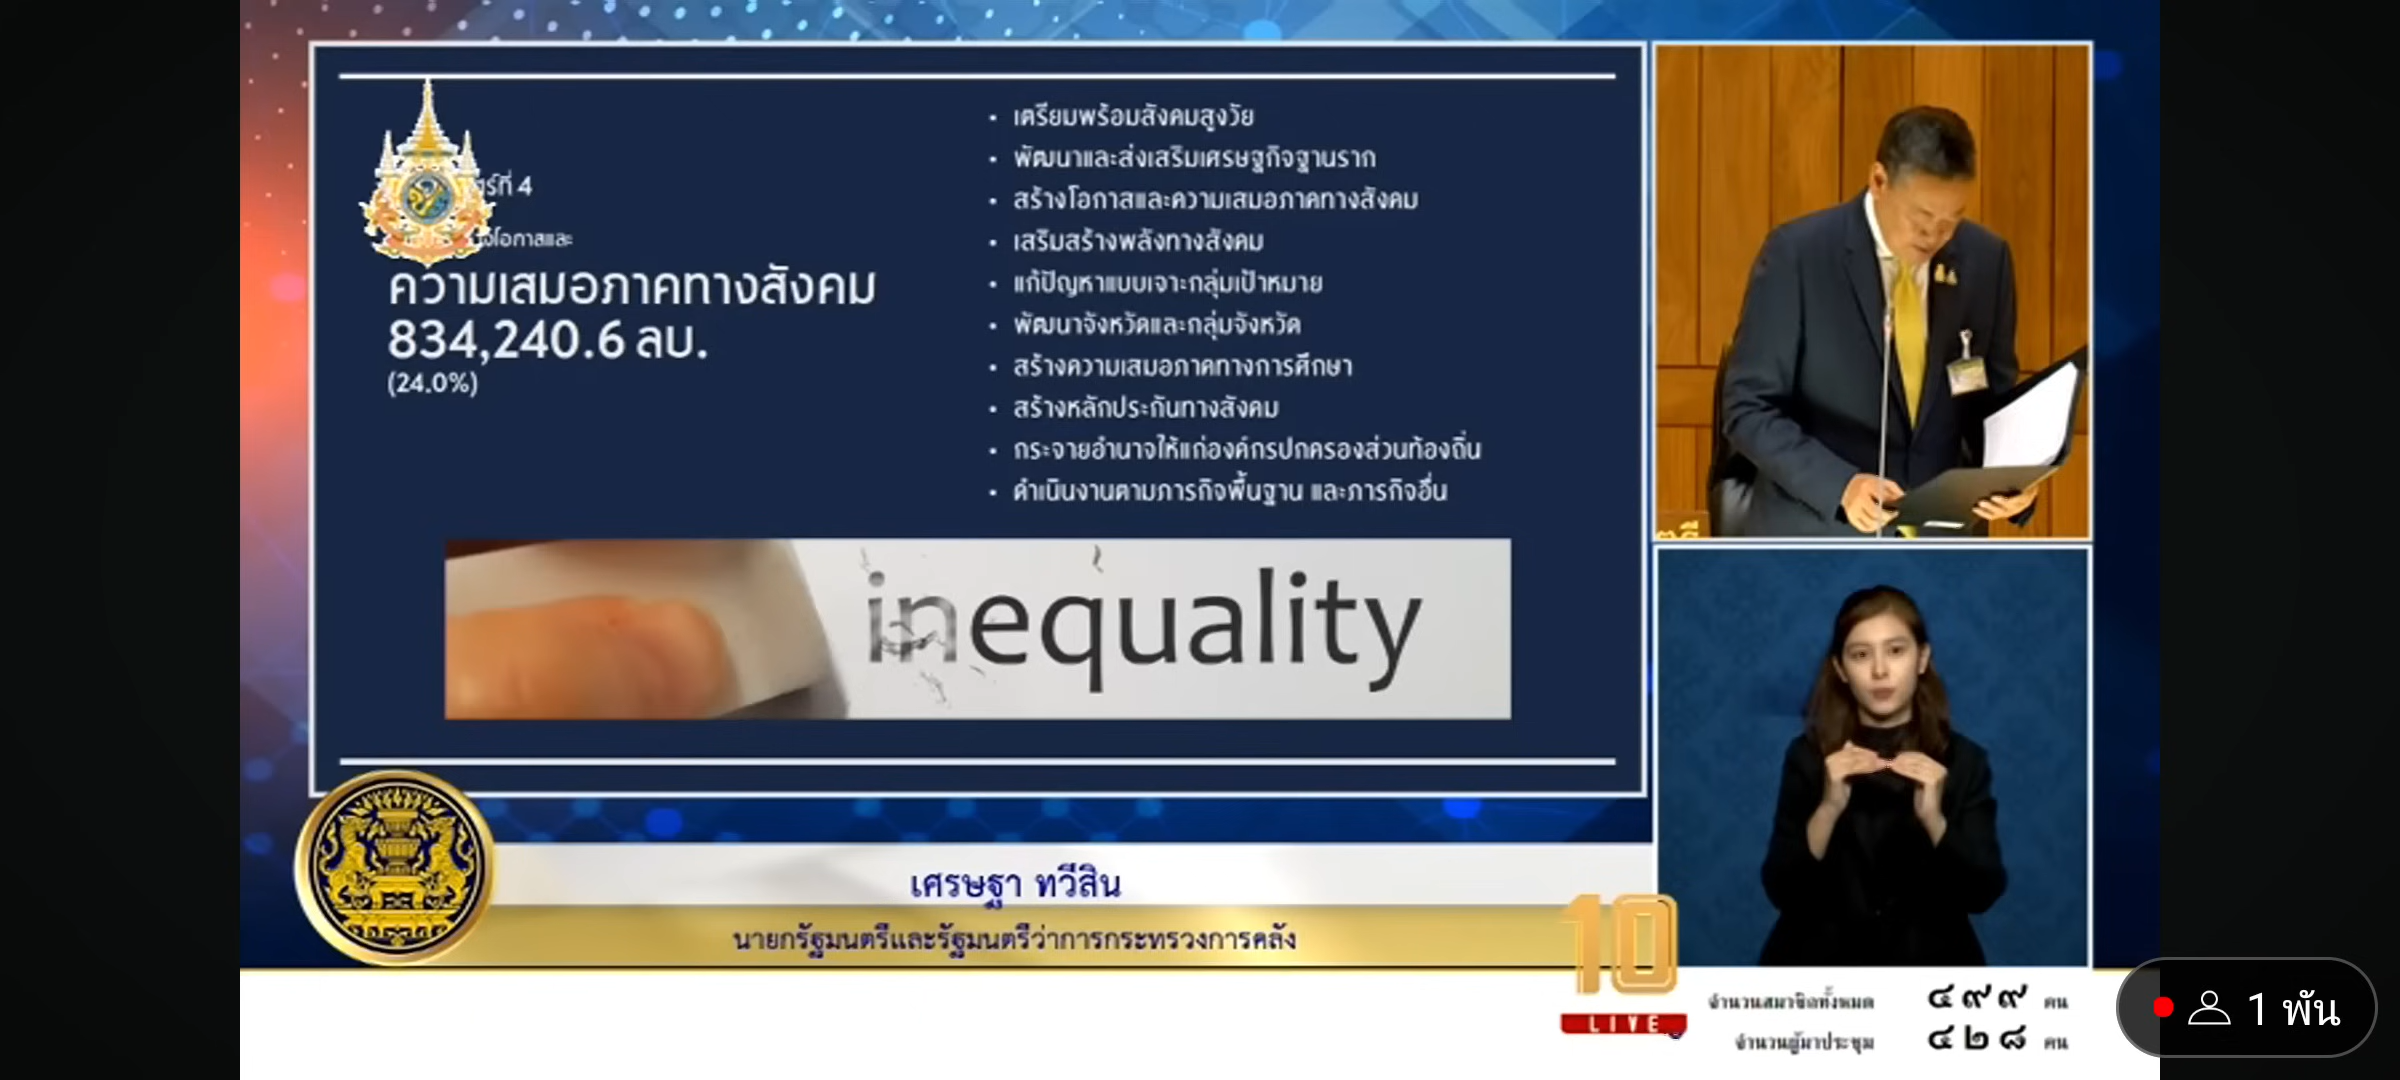 ที่ 4
โอกาสและ
ความเสมอภาคทางสังคม
834,240.6 ลบ.
(24.0%)
• เตรียมพร้อมสังคมสูงวัย
• พัฒนาและส่งเสริมเศรษฐกิจฐานราก
• สร้างโอกาสและความเสมอภาคทางสังคม
• เสริมสร้างพลังทางสังคม
• แก้ปัญหาแบบเจาะกลุ่มเป้าหมาย
• พัฒนาจังหวัดและกลุ่มจังหวัด
• สร้างความเสมอภาคทางการศึกษา
• สร้างหลักประกันทางสังคม
• กระจายอำนาจให้แก่องค์กรปกครองส่วนท้องถิ่น
• ดำเนินงานตามภารกิจพื้นฐาน และภารกิจอื่น
inequality
เศรษฐา ทวีสิน
นายกรัฐมนตรีและรัฐมนตรีว่าการกระทรวงการคลัง
10
LIVE
จำนวนสมาชิกทั้งหมด ๔๙๙ คน
จำนวนผู้มาประชุม ๔๒๘ คน
1 พัน